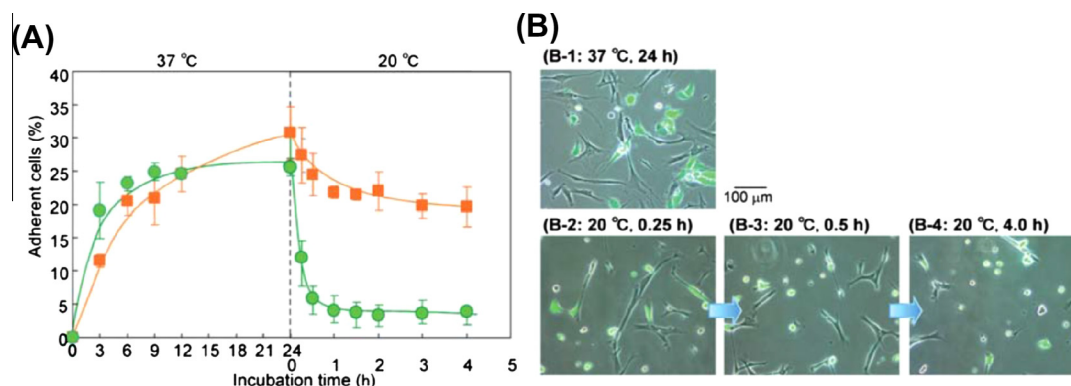 (A)
37 °C 20 °C
Adherent cells (%)
40
35
30
25
20
15
10
5
0
0 3 6 9 12 15 18 21 24
0 1 2 3 4 5
Incubation time (h)
(B)
(B-1: 37 °C, 24 h)
100 μm
(B-2: 20 °C, 0.25 h) (B-3: 20 °C, 0.5 h) (B-4: 20 °C, 4.0 h)